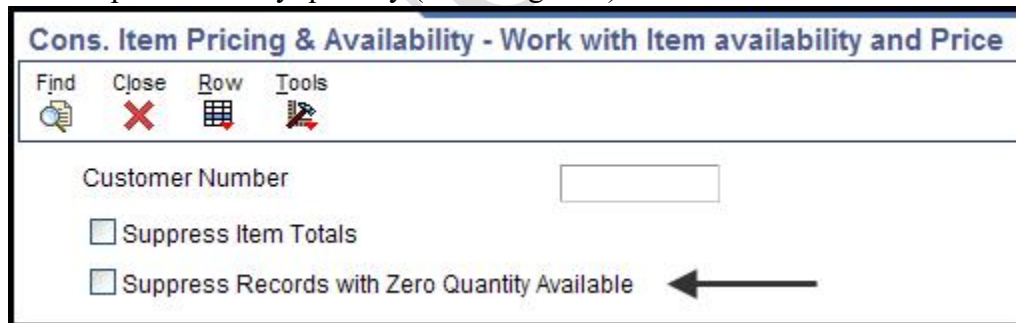 Cons. Item Pricing & Availability - Work with Item availability and Price
Find Close Row Tools
Customer Number
Suppress Item Totals
Suppress Records with Zero Quantity Available